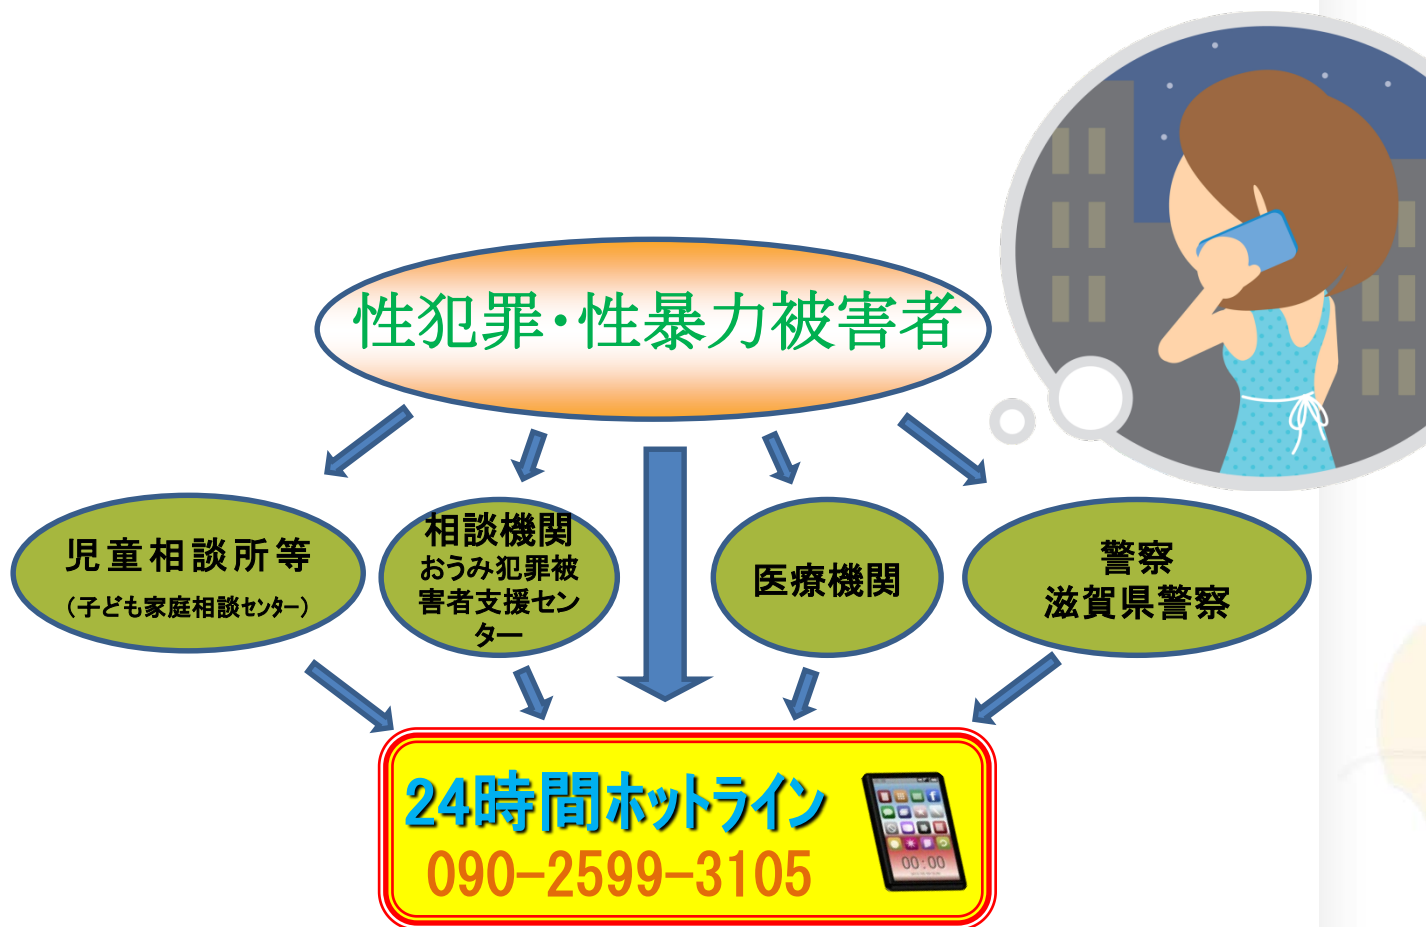 性犯罪・性暴力被害者
児童相談所等
（子ども家庭相談センター）
相談機関
おうみ犯罪被
害者支援セン
ター
医療機関
警察
滋賀県警察
24時間ホットライン
090−2599−3105
00:00